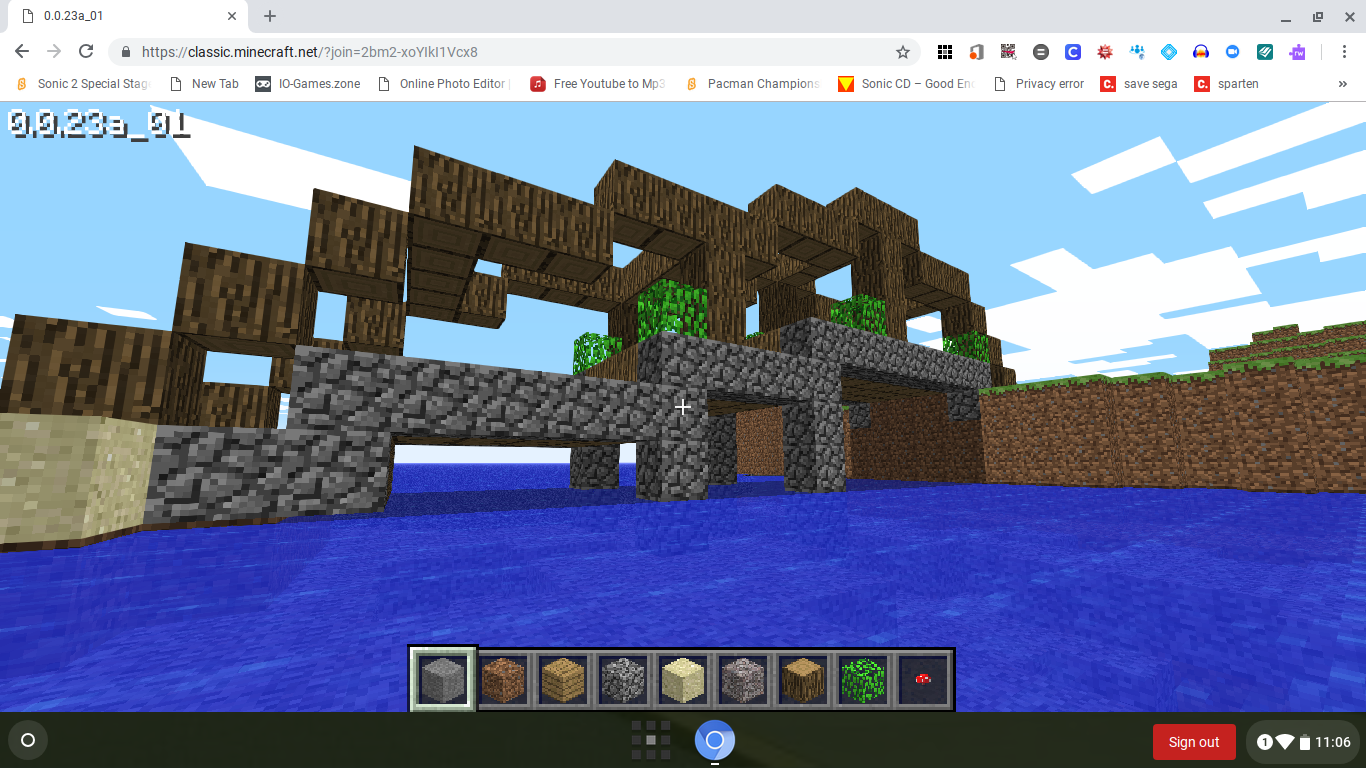 0.0.23a_01
https://classic.minecraft.net/?join=2bm2-xoYIkI1Vcx8
Sonic 2 Special Stag
New Tab
IO-Games.zone
Online Photo Editor |
Free Youtube to Mp3
Pacman Champions
Sonic CD – Good En
Privacy error
save sega
sparten
»
0.0.23a_01
Sign out
1
11:06